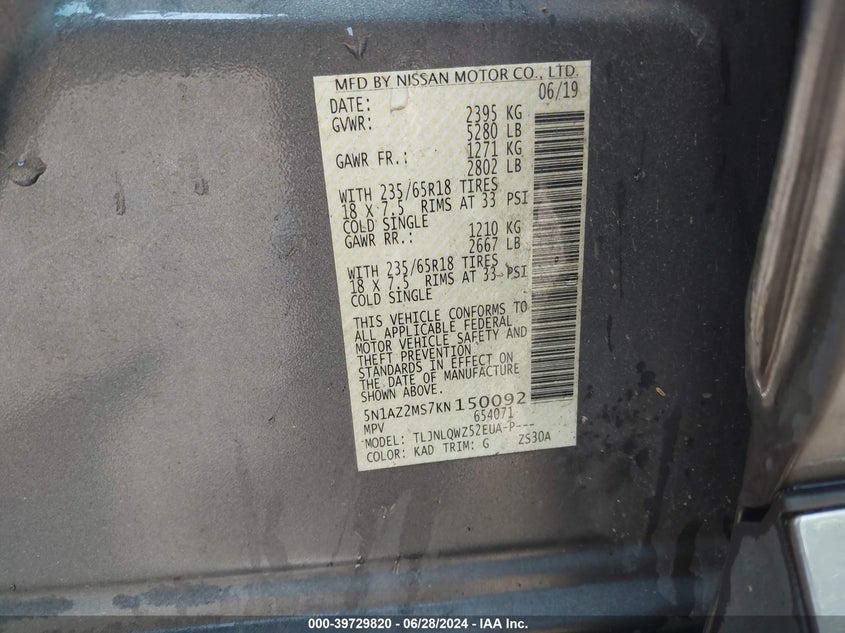 MFD BY NISSAN MOTOR CO., LTD.
DATE: 06/19
GVWR: 2395 KG
5280 LB
GAWR FR.: 1271 KG
2802 LB
WITH 235/65R18 TIRES
18 X 7.5 RIMS AT 33 PSI
COLD SINGLE
GAWR RR.: 1210 KG
2667 LB
WITH 235/65R18 TIRES
18 X 7.5 RIMS AT 33 PSI
COLD SINGLE
THIS VEHICLE CONFORMS TO
ALL APPLICABLE FEDERAL
MOTOR VEHICLE SAFETY AND
THEFT PREVENTION
STANDARDS IN EFFECT ON
THE DATE OF MANUFACTURE
SHOWN ABOVE.
5N1AZ2MS7KN150092
MPV 654071
MODEL: TLJNLQWZ52EUA-P---
COLOR: KAD TRIM: G ZS30A
000-39729820 - 06/28/2024 - IAA Inc.